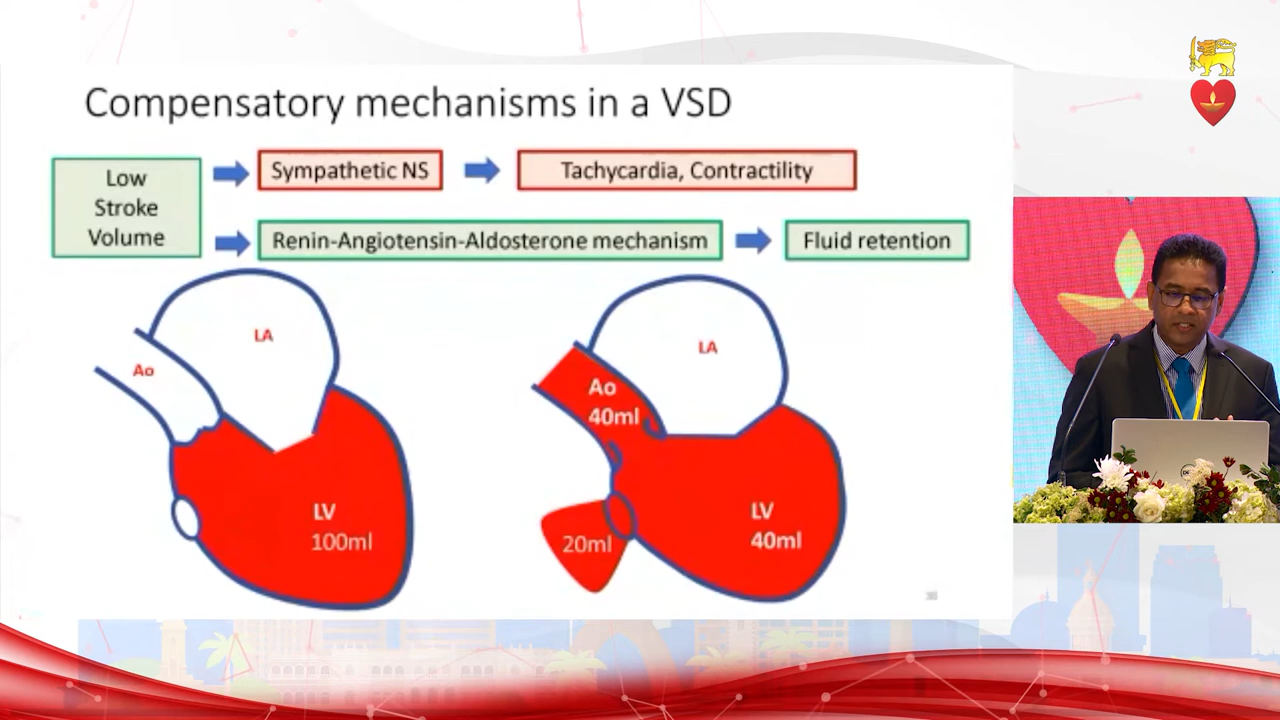 Compensatory mechanisms in a VSD
Low
Stroke
Volume
Sympathetic NS
Tachycardia, Contractility
Renin-Angiotensin-Aldosterone mechanism
Fluid retention
LA
Ao
LV
100ml
LA
Ao
40ml
LV
40ml
20ml